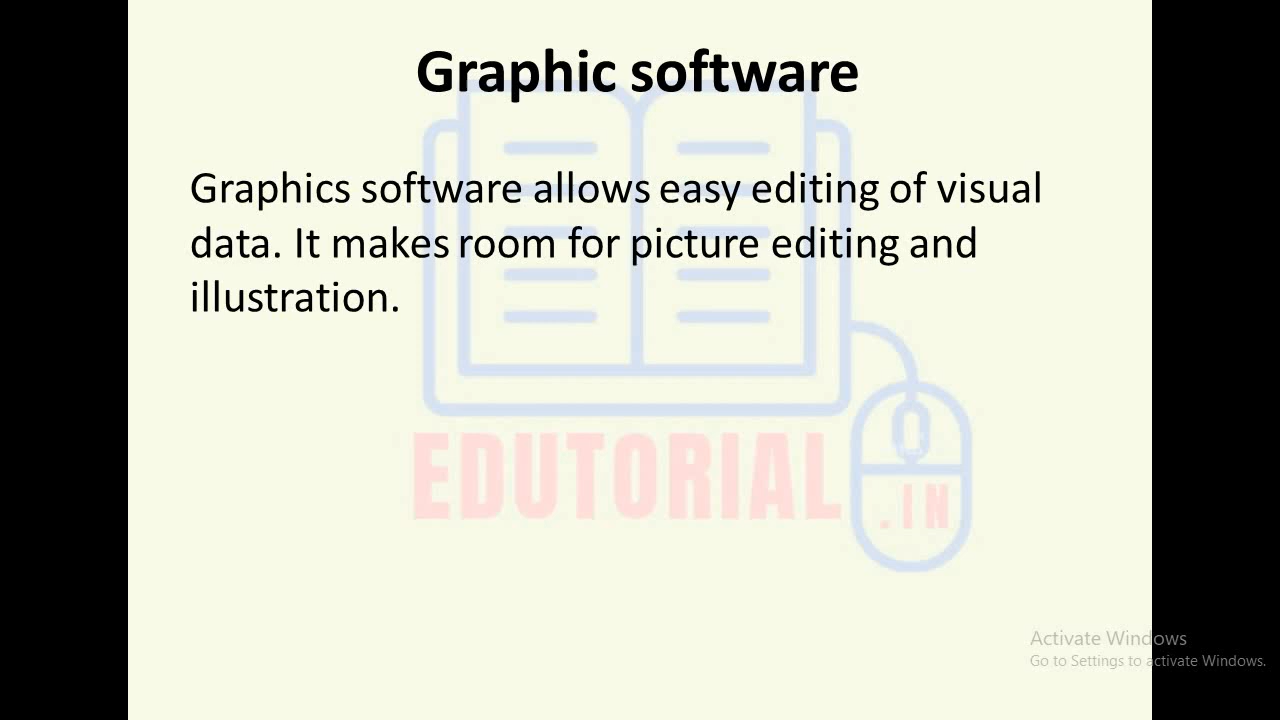 Graphic software
Graphics software allows easy editing of visual
data. It makes room for picture editing and
illustration.
EDUTORIAL
.IN
Activate Windows
Go to Settings to activate Windows.